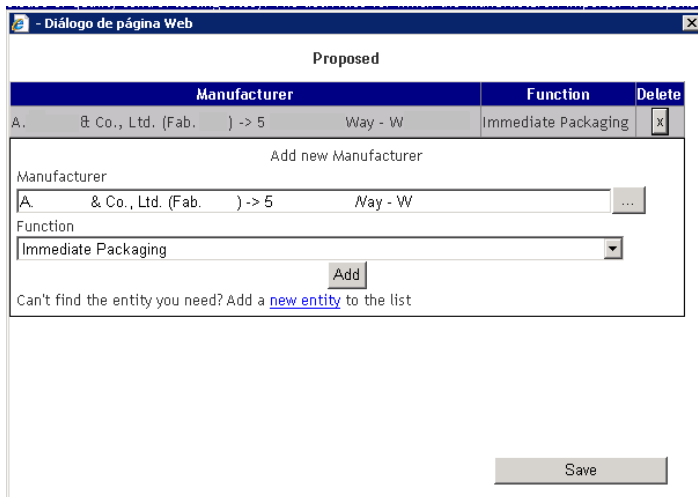 - Diálogo de página Web
Proposed
Manufacturer Function Delete
A. & Co., Ltd. (Fab. ) -> 5 Way - W Immediate Packaging x
Add new Manufacturer
Manufacturer
A. & Co., Ltd. (Fab. ) -> 5 Way - W ...
Function
Immediate Packaging
Add
Can't find the entity you need? Add a new entity to the list
Save